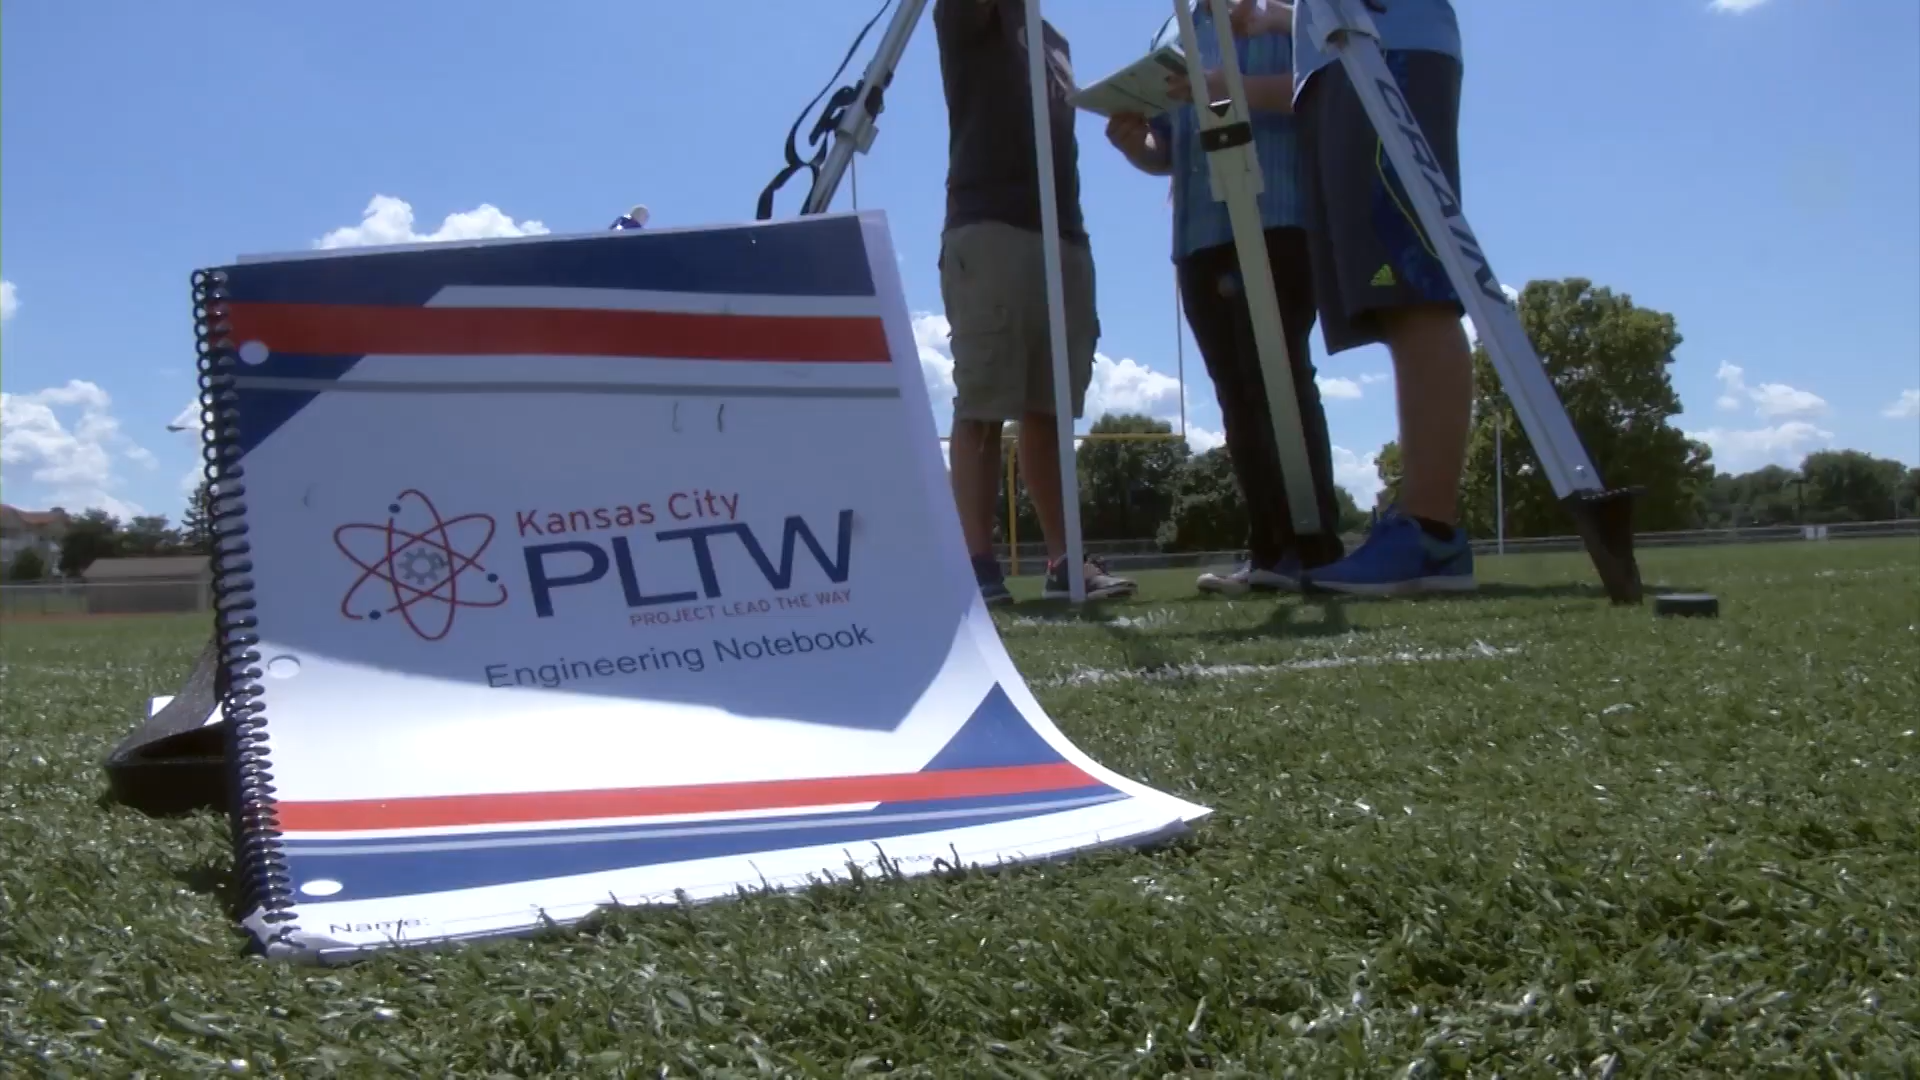 Kansas City
PLTW
PROJECT LEAD THE WAY
Engineering Notebook
Name:
CRAIN